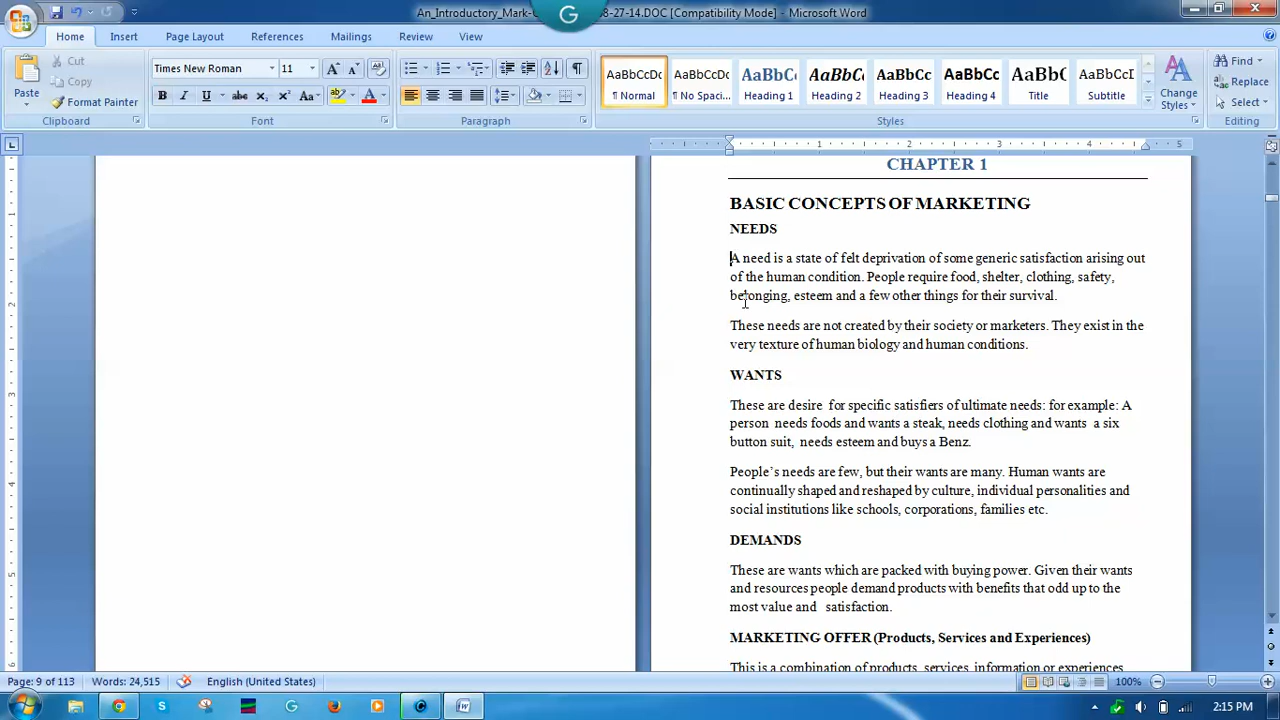 An_Introductory_Mark- 8-27-14.DOC [Compatibility Mode] - Microsoft Word
Home Insert Page Layout References Mailings Review View
Paste
Cut
Copy
Format Painter
Clipboard
Times New Roman 11
Font
Paragraph
AaBbCcDc AaBbCcDc AaBbCc AaBbCc AaBbCc AaBbCc AaBbCc AaBbCcI
¶ Normal ¶ No Spaci... Heading 1 Heading 2 Heading 3 Heading 4 Title Subtitle
Change Styles
Styles
Find
Replace
Select
Editing
CHAPTER 1
BASIC CONCEPTS OF MARKETING
NEEDS
A need is a state of felt deprivation of some generic satisfaction arising out
of the human condition. People require food, shelter, clothing, safety,
belonging, esteem and a few other things for their survival.
These needs are not created by their society or marketers. They exist in the
very texture of human biology and human conditions.
WANTS
These are desire for specific satisfiers of ultimate needs: for example: A
person needs foods and wants a steak, needs clothing and wants a six
button suit, needs esteem and buys a Benz.
People's needs are few, but their wants are many. Human wants are
continually shaped and reshaped by culture, individual personalities and
social institutions like schools, corporations, families etc.
DEMANDS
These are wants which are packed with buying power. Given their wants
and resources people demand products with benefits that odd up to the
most value and satisfaction.
MARKETING OFFER (Products, Services and Experiences)
This is a combination of products, services, information or experiences
Page: 9 of 113 Words: 24,515 English (United States) 100%
2:15 PM